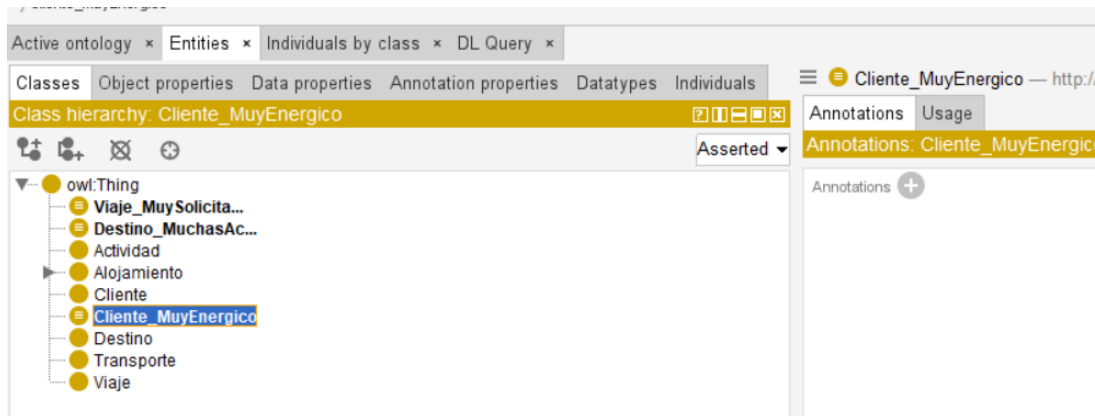 Active ontology × Entities × Individuals by class × DL Query ×
Classes Object properties Data properties Annotation properties Datatypes Individuals
Class hierarchy: Cliente_MuyEnergico
Asserted
owl:Thing
Viaje_MuySolicita...
Destino_MuchasAc...
Actividad
Alojamiento
Cliente
Cliente_MuyEnergico
Destino
Transporte
Viaje
Cliente_MuyEnergico — http:/
Annotations Usage
Annotations: Cliente_MuyEnergic
Annotations